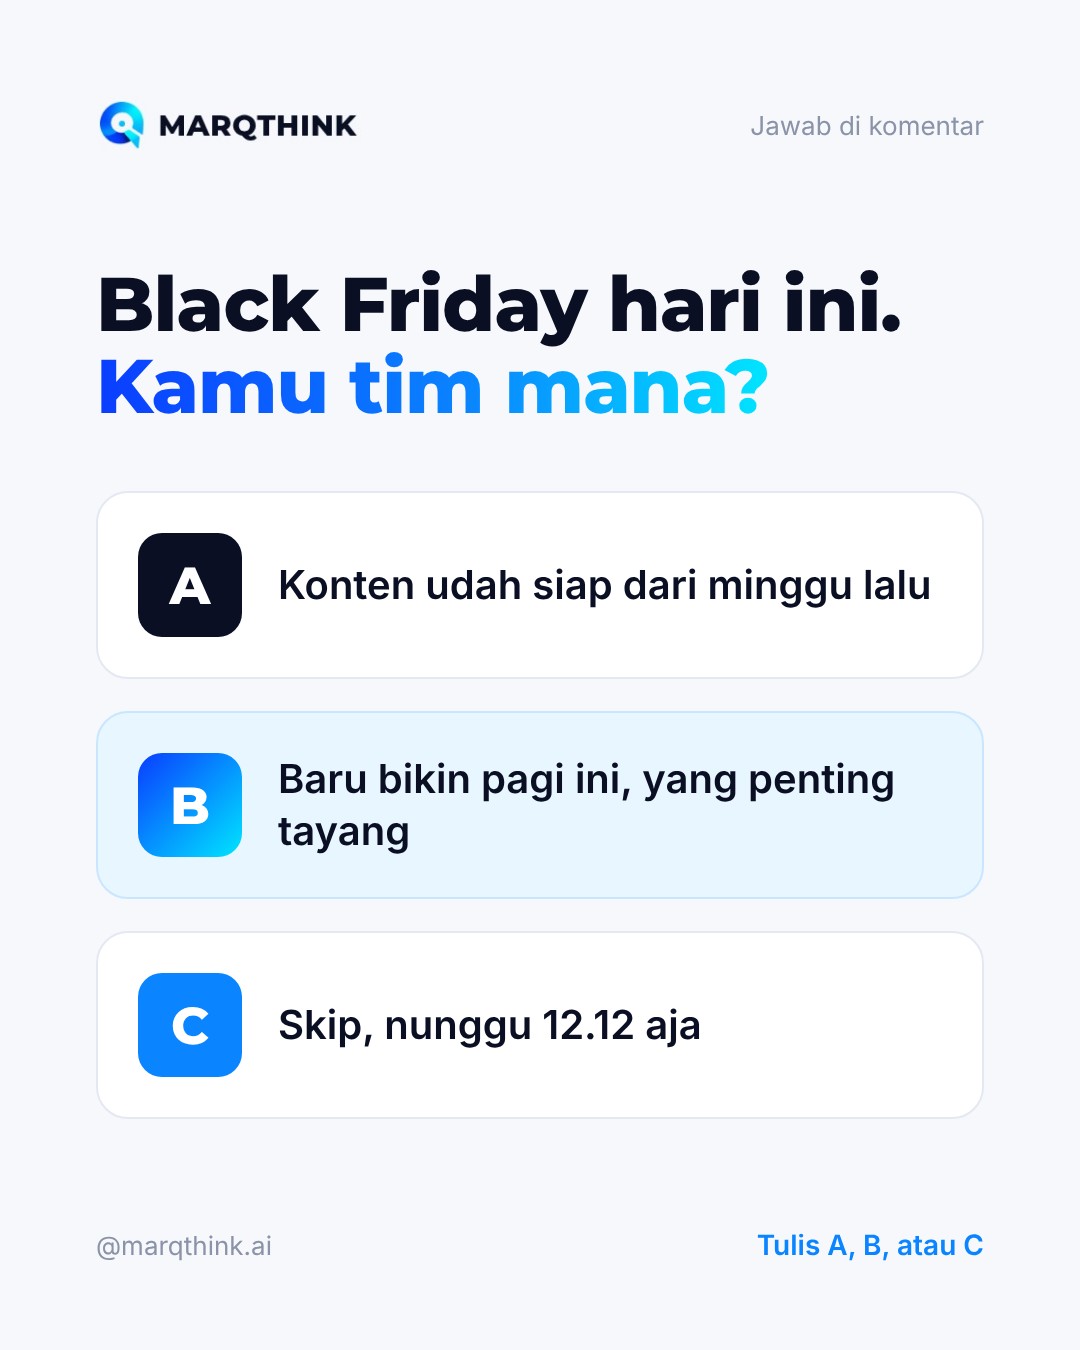 MARQTHINK
Jawab di komentar
Black Friday hari ini.
Kamu tim mana?
A
Konten udah siap dari minggu lalu
B
Baru bikin pagi ini, yang penting
tayang
C
Skip, nunggu 12.12 aja
@marqthink.ai
Tulis A, B, atau C